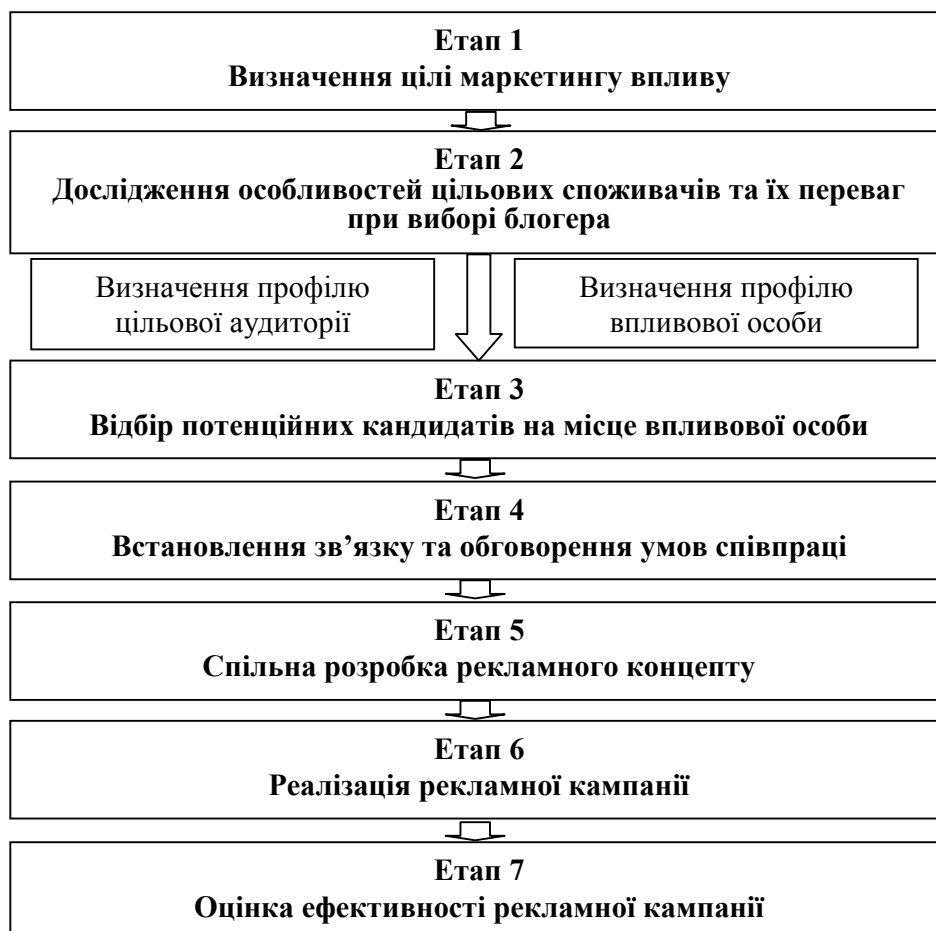 Етап 1
Визначення цілі маркетингу впливу
Етап 2
Дослідження особливостей цільових споживачів та їх переваг
при виборі блогера
Визначення профілю
цільової аудиторії
Визначення профілю
впливової особи
Етап 3
Відбір потенційних кандидатів на місце впливової особи
Етап 4
Встановлення зв’язку та обговорення умов співпраці
Етап 5
Спільна розробка рекламного концепту
Етап 6
Реалізація рекламної кампанії
Етап 7
Оцінка ефективності рекламної кампанії